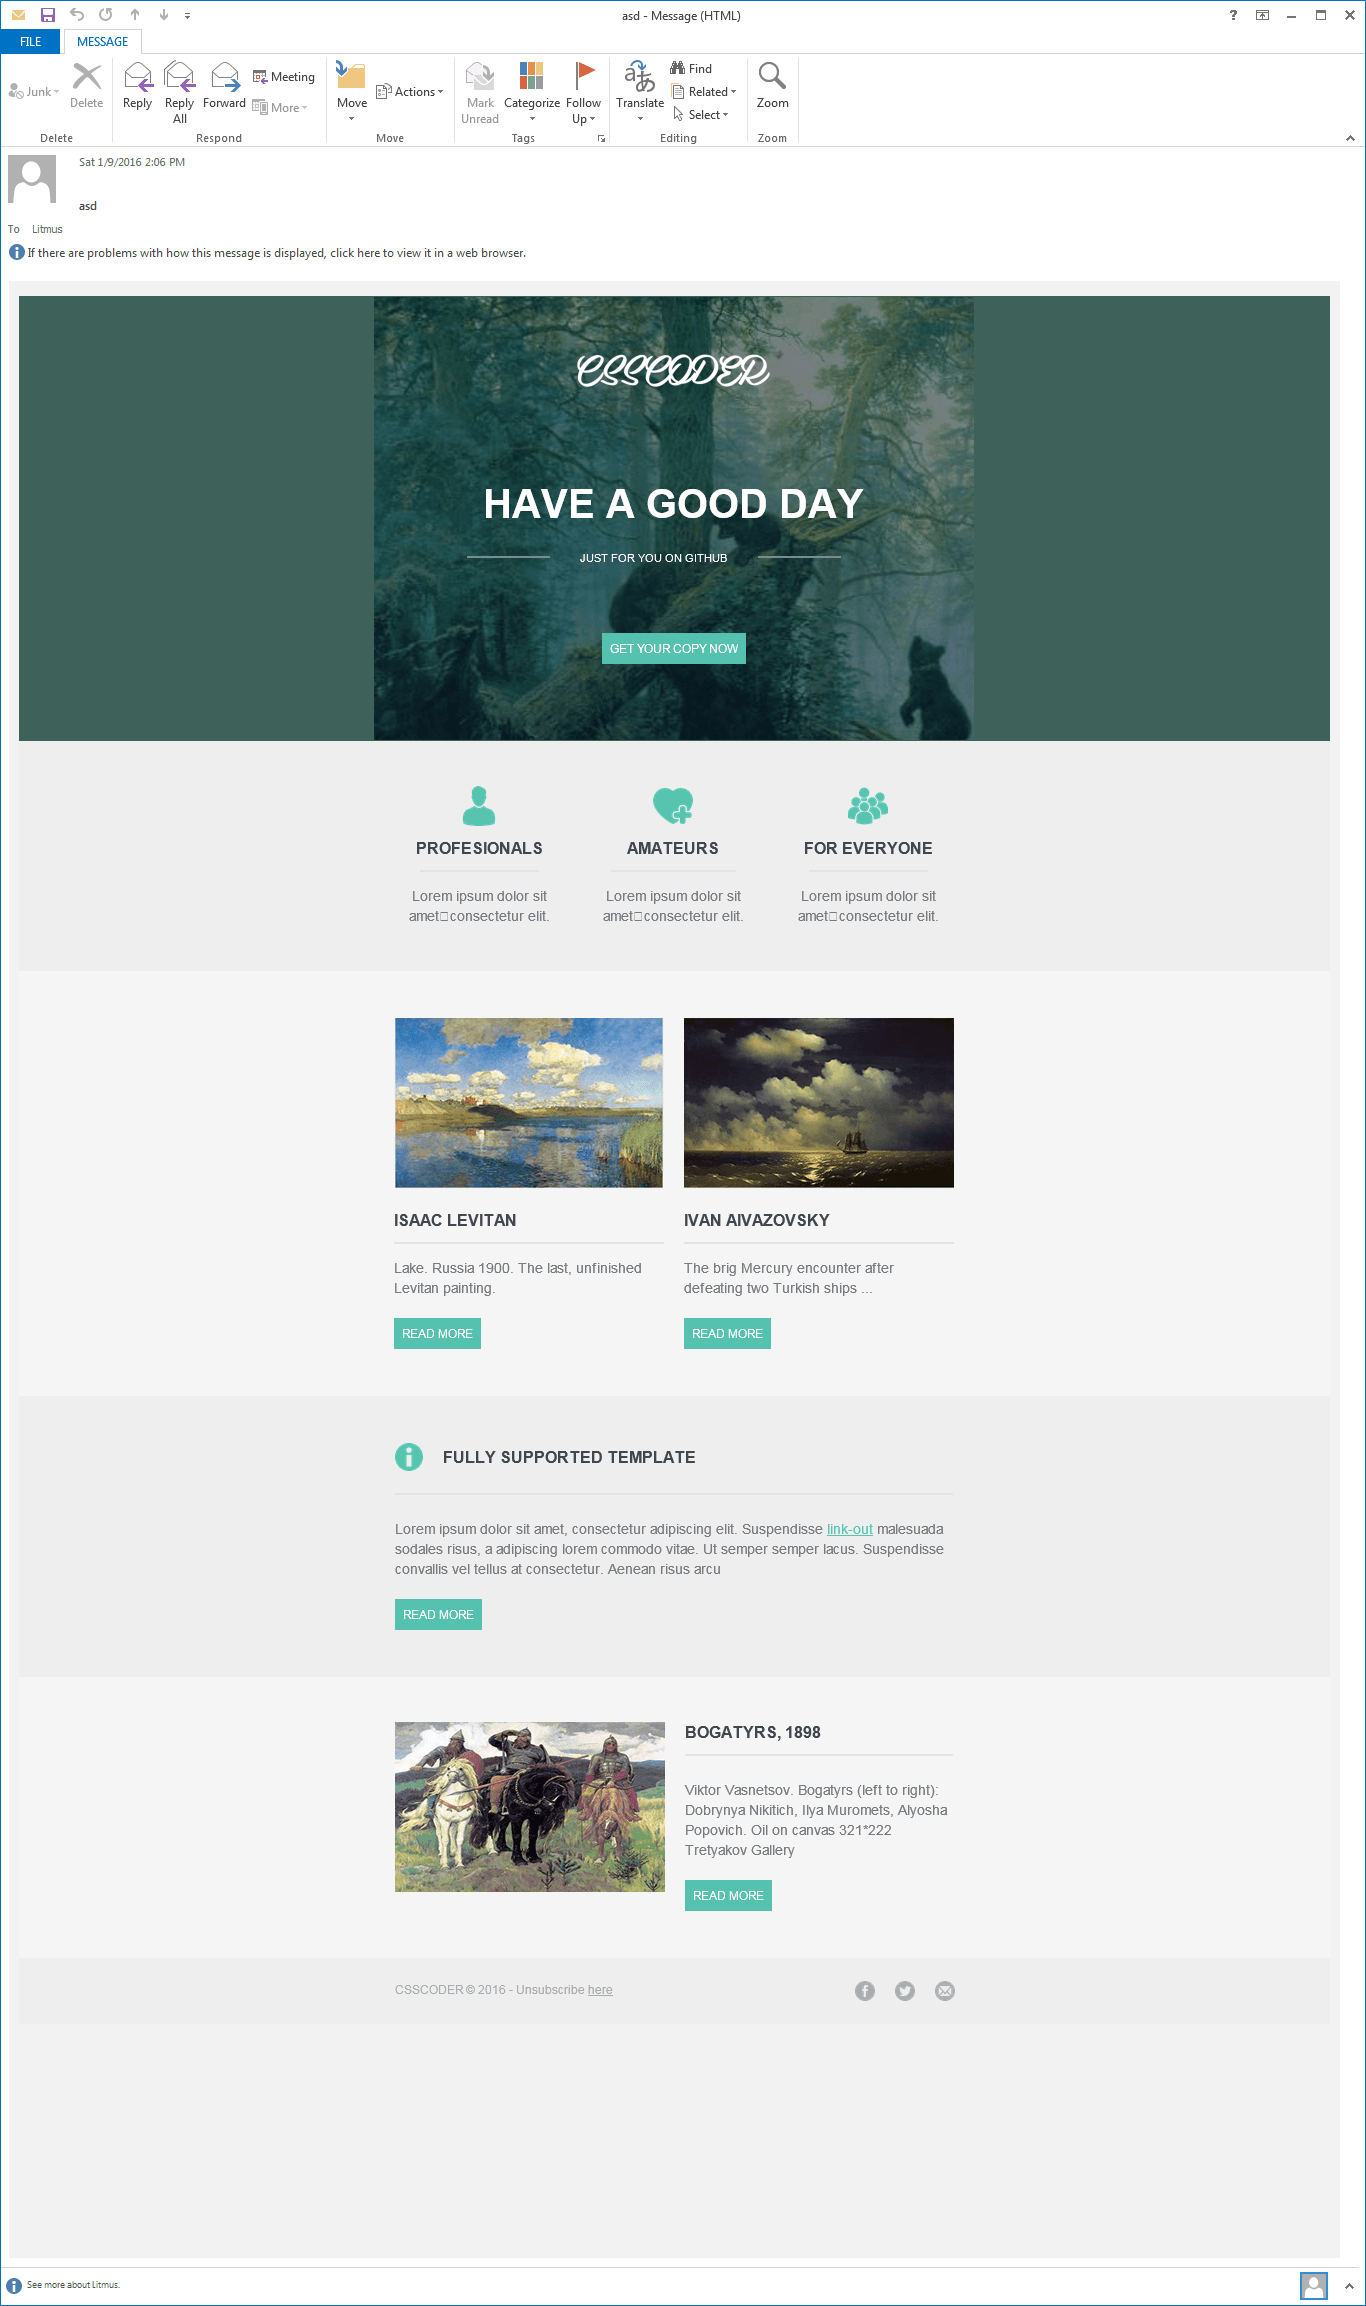 asd - Message (HTML)
?
FILE
MESSAGE
Junk
Delete
Reply
Reply
All
Forward
Meeting
More
Move
Actions
Mark
Unread
Categorize
Follow
Up
Translate
Find
Related
Select
Zoom
Delete
Respond
Move
Tags
Editing
Zoom
Sat 1/9/2016 2:06 PM
asd
To Litmus
If there are problems with how this message is displayed, click here to view it in a web browser.
CSSCODER
HAVE A GOOD DAY
JUST FOR YOU ON GITHUB
GET YOUR COPY NOW
PROFESIONALS
Lorem ipsum dolor sit
amet□consectetur elit.
AMATEURS
Lorem ipsum dolor sit
amet□consectetur elit.
FOR EVERYONE
Lorem ipsum dolor sit
amet□consectetur elit.
ISAAC LEVITAN
Lake. Russia 1900. The last, unfinished
Levitan painting.
READ MORE
IVAN AIVAZOVSKY
The brig Mercury encounter after
defeating two Turkish ships ...
READ MORE
FULLY SUPPORTED TEMPLATE
Lorem ipsum dolor sit amet, consectetur adipiscing elit. Suspendisse link-out malesuada
sodales risus, a adipiscing lorem commodo vitae. Ut semper semper lacus. Suspendisse
convallis vel tellus at consectetur. Aenean risus arcu
READ MORE
BOGATYRS, 1898
Viktor Vasnetsov. Bogatyrs (left to right):
Dobrynya Nikitich, Ilya Muromets, Alyosha
Popovich. Oil on canvas 321*222
Tretyakov Gallery
READ MORE
CSSCODER © 2016 - Unsubscribe here
See more about Litmus.